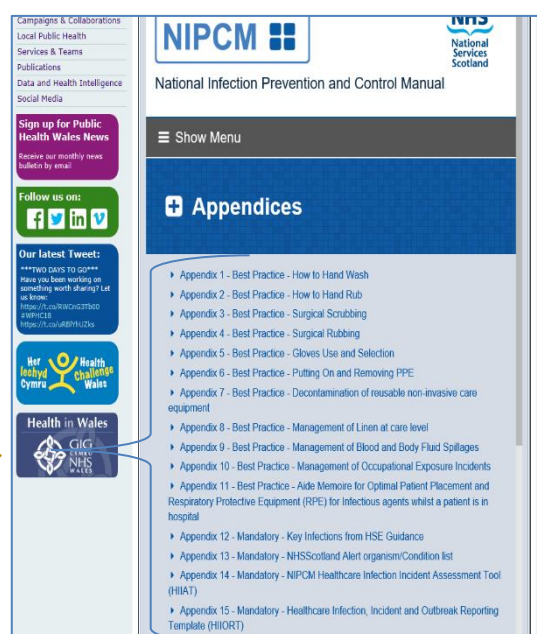 Campaigns & Collaborations
Local Public Health
Services & Teams
Publications
Data and Health Intelligence
Social Media
Sign up for Public
Health Wales News
Receive our monthly news
bulletin by email
Follow us on:
Our latest Tweet:
***TWO DAYS TO GO***
Have you been working on
something worth sharing? Let
us know:
https://t.co/RWCnG3Tb00
#WPHC18
https://t.co/uRBlYhUZks
Her
Iechyd
Cymru
Health
Challenge
Wales
Health in Wales
GIG
CYMRU
NHS
WALES
NIPCM
NHS
National
Services
Scotland
National Infection Prevention and Control Manual
Show Menu
Appendices
Appendix 1 - Best Practice - How to Hand Wash
Appendix 2 - Best Practice - How to Hand Rub
Appendix 3 - Best Practice - Surgical Scrubbing
Appendix 4 - Best Practice - Surgical Rubbing
Appendix 5 - Best Practice - Gloves Use and Selection
Appendix 6 - Best Practice - Putting On and Removing PPE
Appendix 7 - Best Practice - Decontamination of reusable non-invasive care
equipment
Appendix 8 - Best Practice - Management of Linen at care level
Appendix 9 - Best Practice - Management of Blood and Body Fluid Spillages
Appendix 10 - Best Practice - Management of Occupational Exposure Incidents
Appendix 11 - Best Practice - Aide Memoire for Optimal Patient Placement and
Respiratory Protective Equipment (RPE) for Infectious agents whilst a patient is in
hospital
Appendix 12 - Mandatory - Key Infections from HSE Guidance
Appendix 13 - Mandatory - NHSScotland Alert organism/Condition list
Appendix 14 - Mandatory - NIPCM Healthcare Infection Incident Assessment Tool
(HIIAT)
Appendix 15 - Mandatory - Healthcare Infection, Incident and Outbreak Reporting
Template (HIIORT)